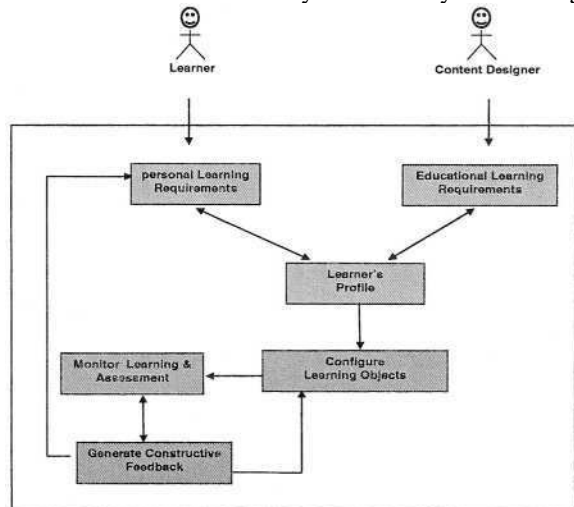 Learner
Content Designer
personal Learning
Requirements
Educational Learning
Requirements
Learner's
Profile
Monitor Learning &
Assessment
Configure
Learning Objects
Generate Constructive
Feedback